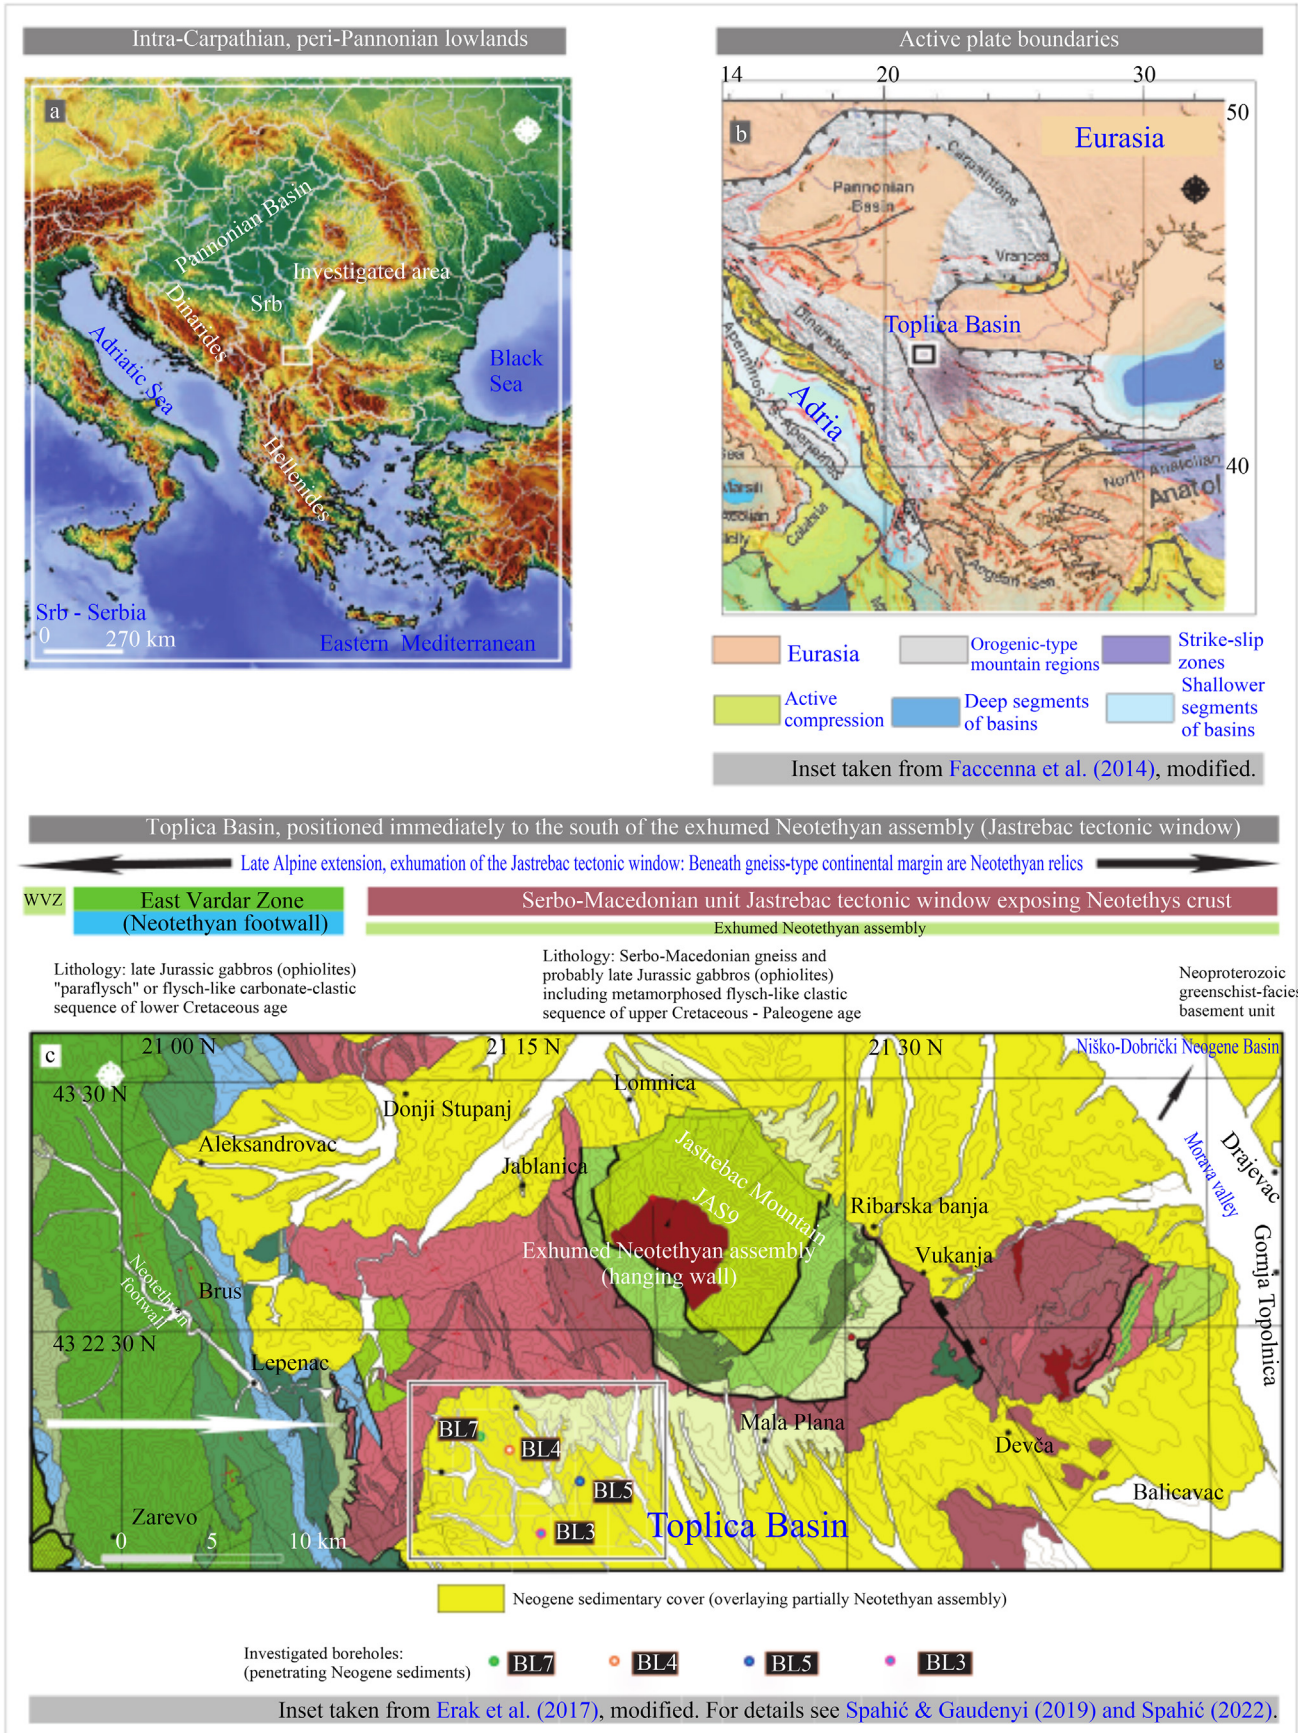 Intra-Carpathian, peri-Pannonian lowlands
a
Pannonian Basin
Investigated area
Srb
Dinarides
Adriatic Sea
Black
Sea
Hellenides
Srb - Serbia
0 270 km
Eastern Mediterranean
Active plate boundaries
14 20 30
50
b
Eurasia
Carpathians
Pannonian
Basin
Vrancea
Toplica Basin
Dinarides
Apennines
Adria
Apennines
40
North Anatolian
Anatol
Calabria
Aegean Sea
Eurasia
Orogenic-type
mountain regions
Strike-slip
zones
Active
compression
Deep segments
of basins
Shallower
segments
of basins
Inset taken from Faccenna et al. (2014), modified.
Toplica Basin, positioned immediately to the south of the exhumed Neotethyan assembly (Jastrebac tectonic window)
Late Alpine extension, exhumation of the Jastrebac tectonic window: Beneath gneiss-type continental margin are Neotethyan relics
WVZ
East Vardar Zone
(Neotethyan footwall)
Serbo-Macedonian unit Jastrebac tectonic window exposing Neotethys crust
Exhumed Neotethyan assembly
Lithology: late Jurassic gabbros (ophiolites)
"paraflysch" or flysch-like carbonate-clastic
sequence of lower Cretaceous age
Lithology: Serbo-Macedonian gneiss and
probably late Jurassic gabbros (ophiolites)
including metamorphosed flysch-like clastic
sequence of upper Cretaceous - Paleogene age
Neoproterozoic
greenschist-facies
basement unit
c
21 00 N
21 15 N
21 30 N
Niško-Dobrički Neogene Basin
43 30 N
Donji Stupanj
Lomnica
Aleksandrovac
Jablanica
Jastrebac Mountain
JAS9
Morava valley
Drajevac
Ribarska banja
Exhumed Neotethyan assembly
(hanging wall)
Vukanja
Gornja Topolnica
Neotethyan
footwall
Brus
43 22 30 N
Lepenac
BL7
BL4
BL5
BL3
Mala Plana
Devča
Balicavac
Zarevo
0 5 10 km
Toplica Basin
Neogene sedimentary cover (overlaying partially Neotethyan assembly)
Investigated boreholes:
(penetrating Neogene sediments)
BL7 BL4 BL5 BL3
Inset taken from Erak et al. (2017), modified. For details see Spahić & Gaudenyi (2019) and Spahić (2022).